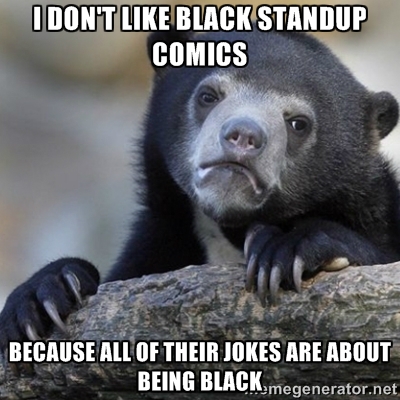 I DON'T LIKE BLACK STANDUP
COMICS
BECAUSE ALL OF THEIR JOKES ARE ABOUT
BEING BLACK
memegenerator.net